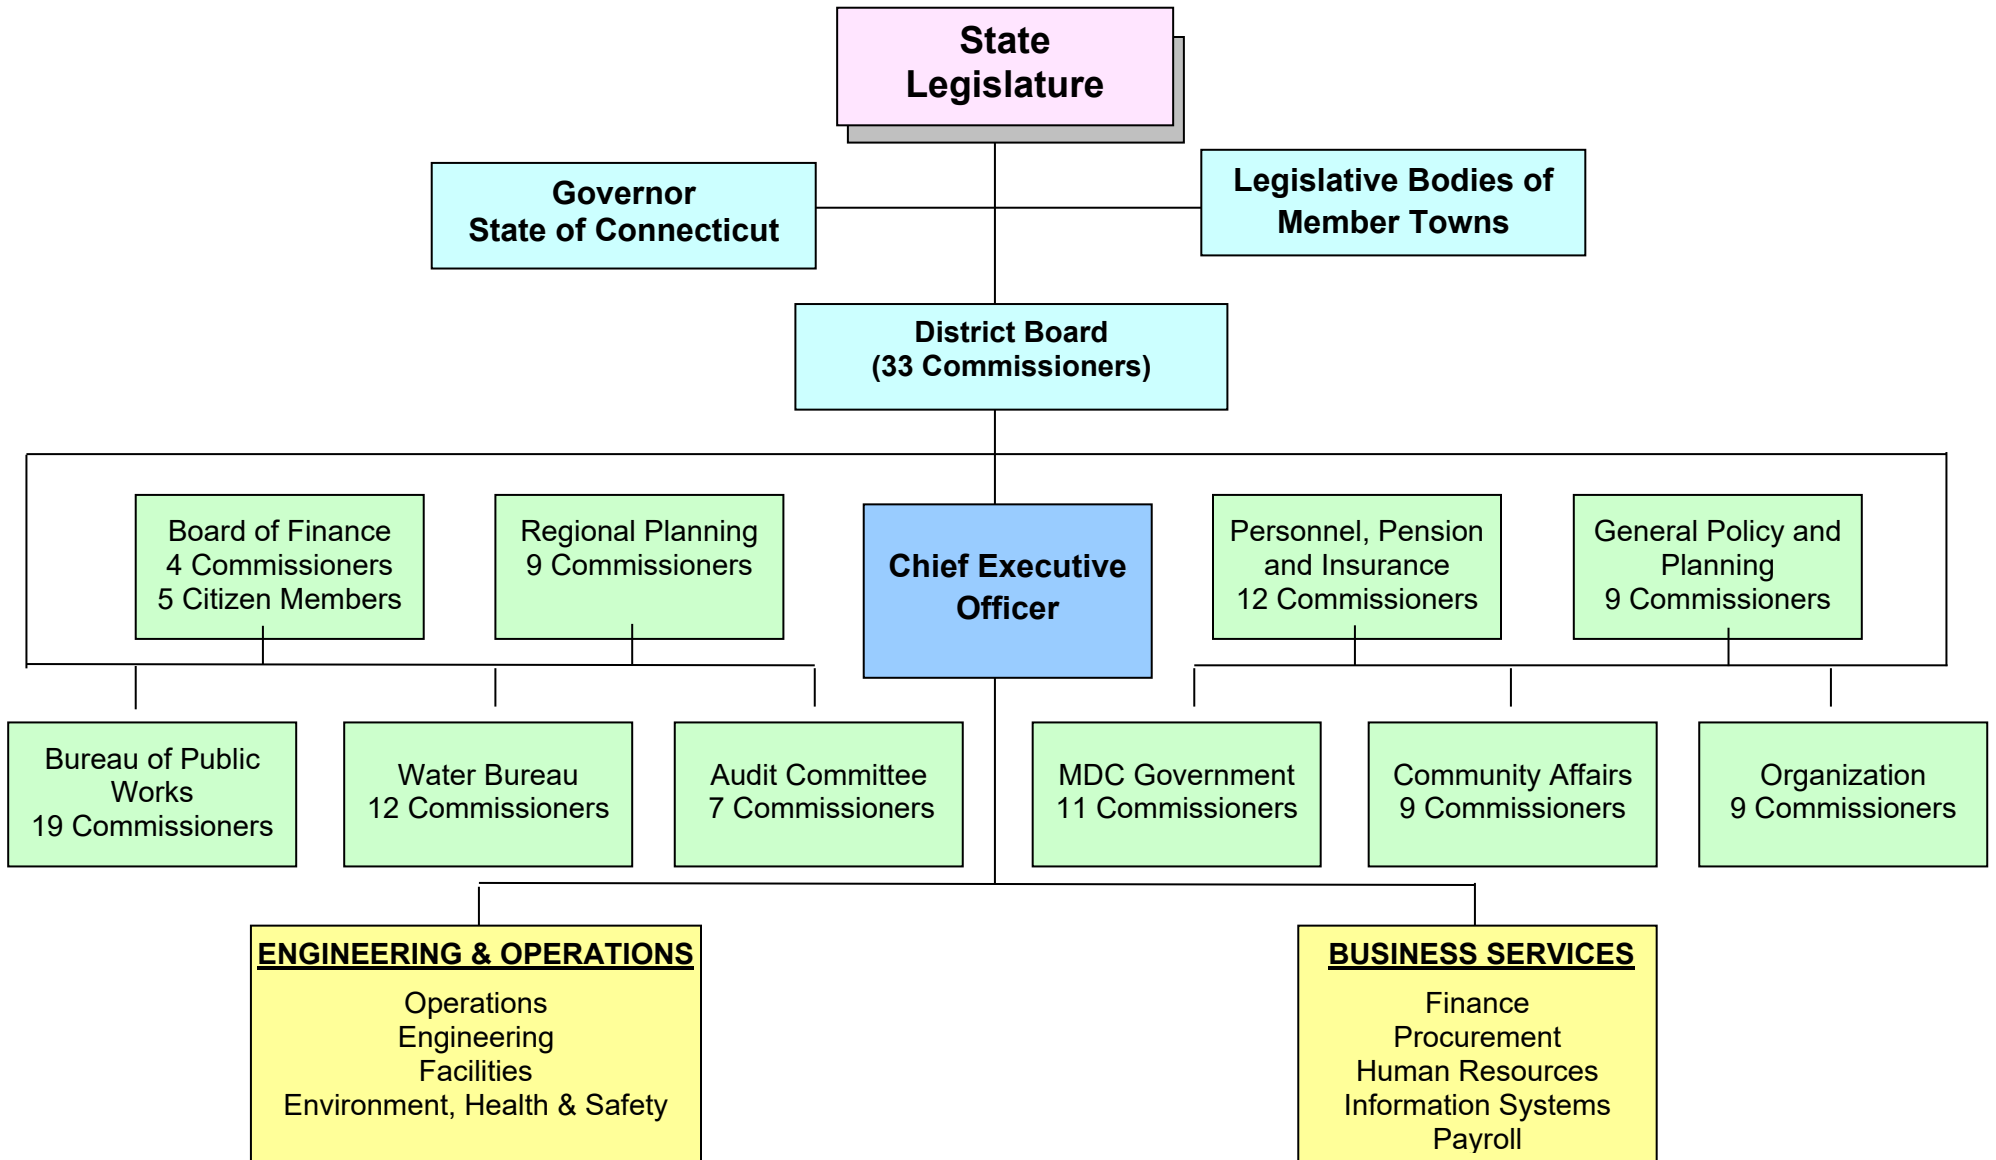 State
Legislature
Governor
State of Connecticut
Legislative Bodies of
Member Towns
District Board
(33 Commissioners)
Board of Finance
4 Commissioners
5 Citizen Members
Regional Planning
9 Commissioners
Chief Executive
Officer
Personnel, Pension
and Insurance
12 Commissioners
General Policy and
Planning
9 Commissioners
Bureau of Public
Works
19 Commissioners
Water Bureau
12 Commissioners
Audit Committee
7 Commissioners
MDC Government
11 Commissioners
Community Affairs
9 Commissioners
Organization
9 Commissioners
ENGINEERING & OPERATIONS
Operations
Engineering
Facilities
Environment, Health & Safety
BUSINESS SERVICES
Finance
Procurement
Human Resources
Information Systems
Payroll